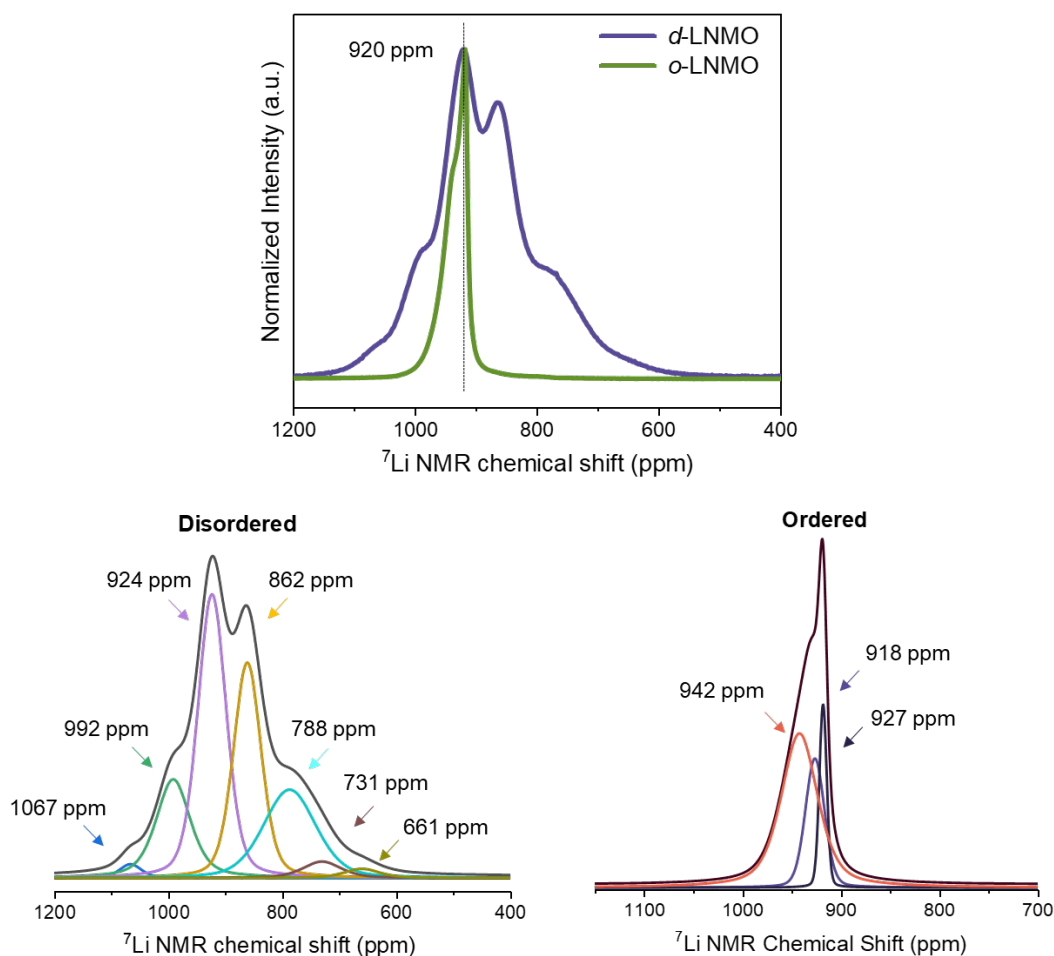 920 ppm
d-LNMO
o-LNMO
Normalized Intensity (a.u.)
1200
1000
800
600
400
⁷Li NMR chemical shift (ppm)
Disordered
924 ppm
862 ppm
992 ppm
788 ppm
1067 ppm
731 ppm
661 ppm
1200
1000
800
600
400
⁷Li NMR chemical shift (ppm)
Ordered
942 ppm
918 ppm
927 ppm
1100
1000
900
800
700
⁷Li NMR Chemical Shift (ppm)